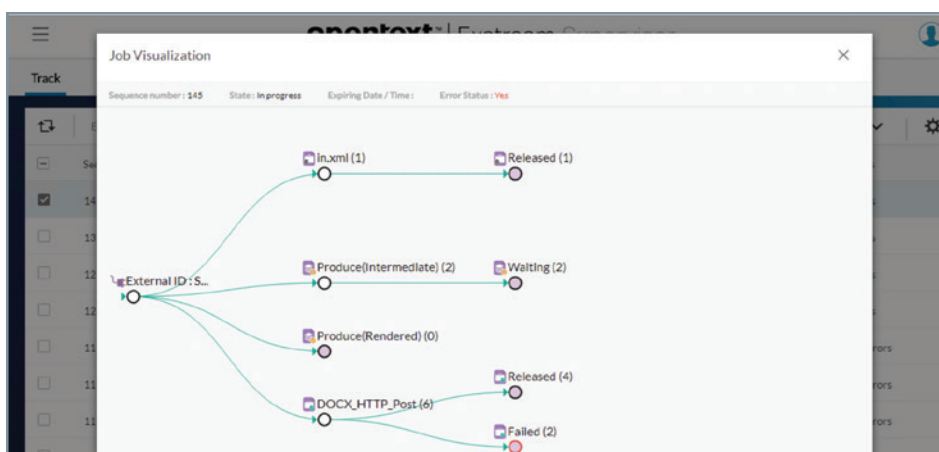 opentext™ | Exstream Supervisor
Job Visualization
Track
Sequence number : 145 State : In progress Expiring Date / Time : Error Status : Yes
in.xml (1)
Released (1)
14
13
Produce(Intermediate) (2)
Waiting (2)
External ID : S...
12
12
Produce(Rendered) (0)
11
rors
Released (4)
11
rors
DOCX_HTTP_Post (6)
11
rors
Failed (2)